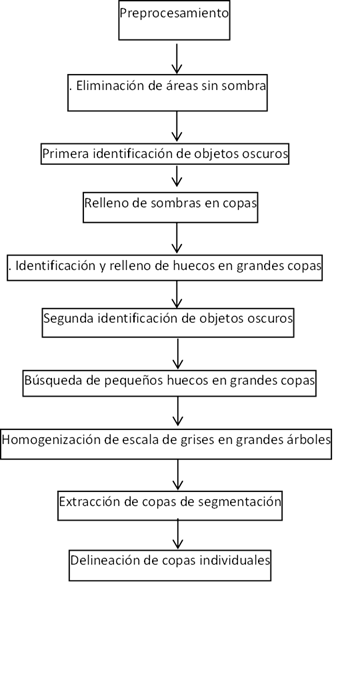 Preprocesamiento
. Eliminación de áreas sin sombra
Primera identificación de objetos oscuros
Relleno de sombras en copas
. Identificación y relleno de huecos en grandes copas
Segunda identificación de objetos oscuros
Búsqueda de pequeños huecos en grandes copas
Homogenización de escala de grises en grandes árboles
Extracción de copas de segmentación
Delineación de copas individuales